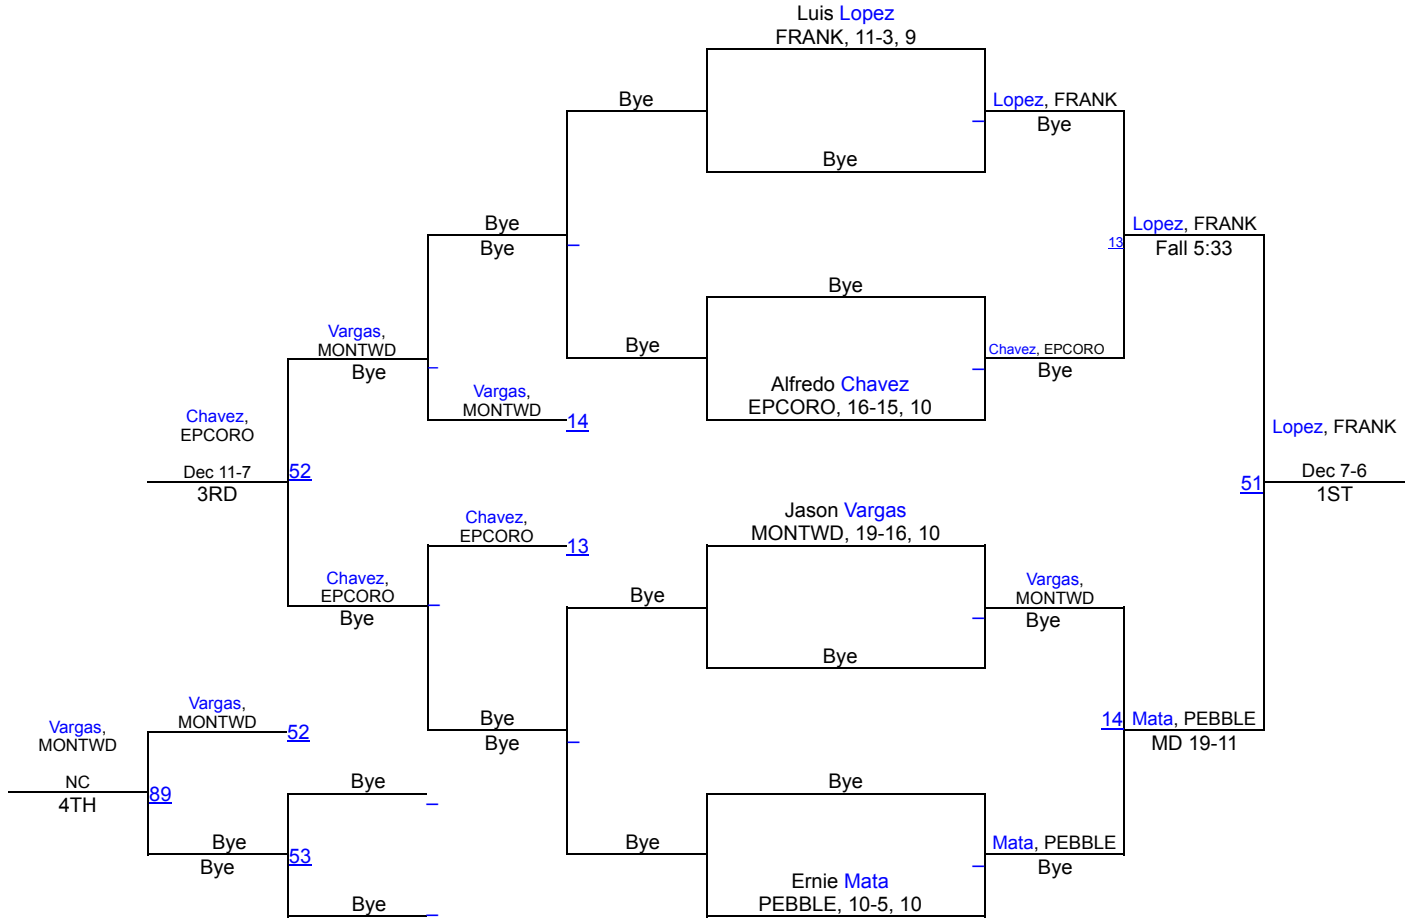 Luis Lopez
FRANK, 11-3, 9
Bye
Lopez, FRANK
Bye
Bye
Bye
Bye
Lopez, FRANK
13
Fall 5:33
Bye
Vargas,
MONTWD
Bye
Bye
Chavez, EPCORO
Bye
Alfredo Chavez
EPCORO, 16-15, 10
Vargas,
MONTWD
14
Chavez,
EPCORO
Dec 11-7
52
3RD
Lopez, FRANK
Dec 7-6
51
1ST
Jason Vargas
MONTWD, 19-16, 10
Chavez,
EPCORO
13
Chavez,
EPCORO
Bye
Bye
Vargas,
MONTWD
Bye
Bye
Vargas,
MONTWD
52
Vargas,
MONTWD
Bye
Bye
14
Mata, PEBBLE
MD 19-11
NC
89
4TH
Bye
Bye
Bye
Bye
53
Bye
Mata, PEBBLE
Bye
Ernie Mata
PEBBLE, 10-5, 10
Bye